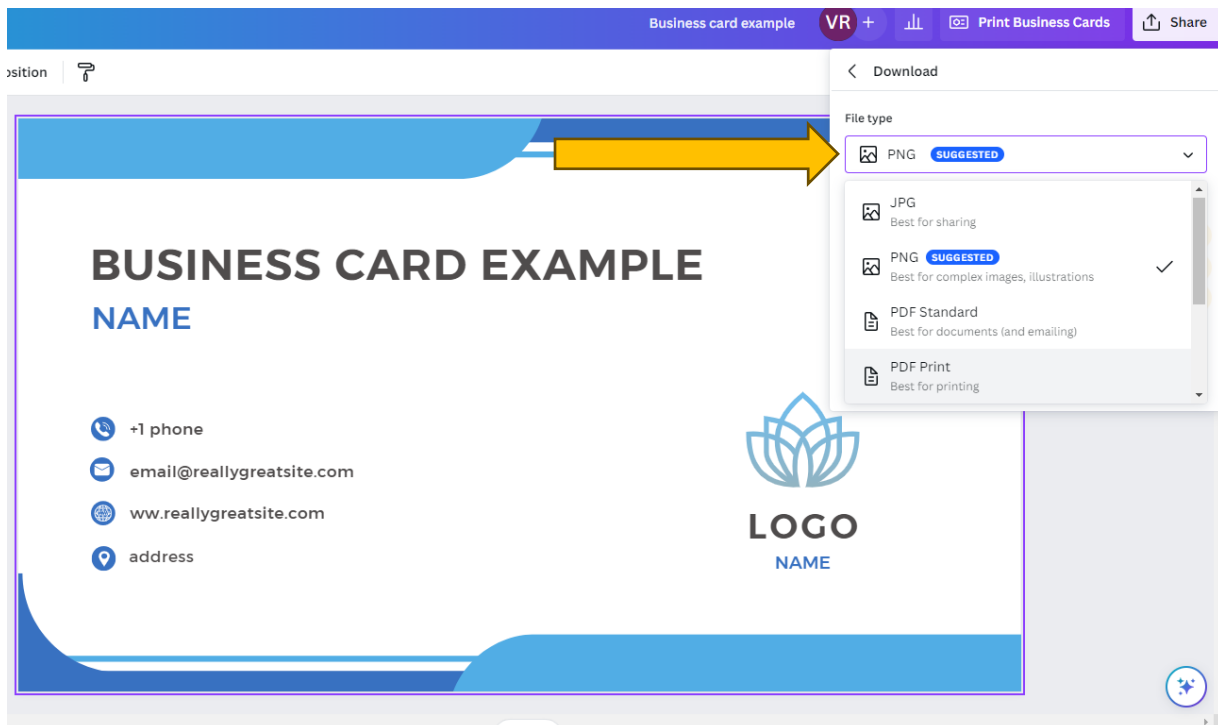 Business card example VR + Print Business Cards Share
Download
File type
PNG SUGGESTED
JPG
Best for sharing
PNG SUGGESTED
Best for complex images, illustrations
PDF Standard
Best for documents (and emailing)
PDF Print
Best for printing
BUSINESS CARD EXAMPLE
NAME
+1 phone
email@reallygreatsite.com
ww.reallygreatsite.com
address
LOGO
NAME